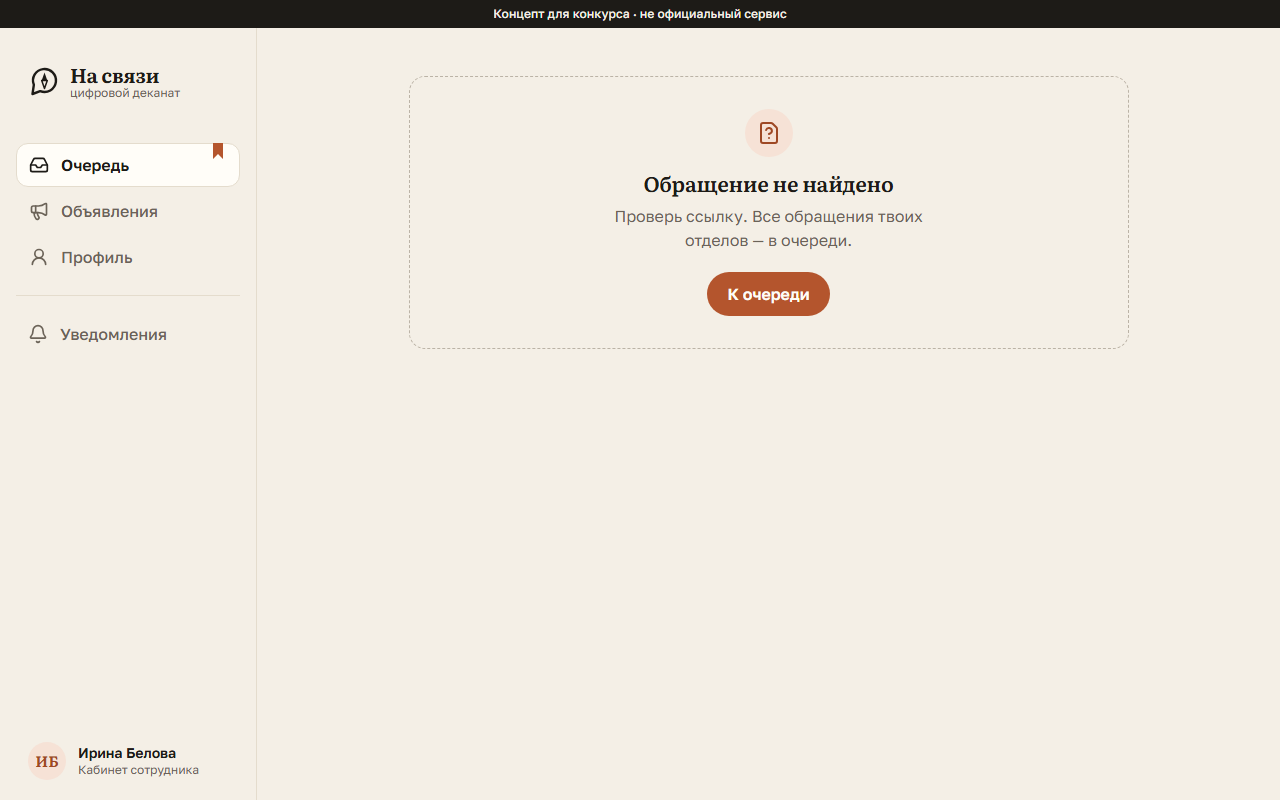 Концепт для конкурса · не официальный сервис
На связи
цифровой деканат
Очередь
Объявления
Профиль
Уведомления
Обращение не найдено
Проверь ссылку. Все обращения твоих
отделов — в очереди.
К очереди
ИБ
Ирина Белова
Кабинет сотрудника